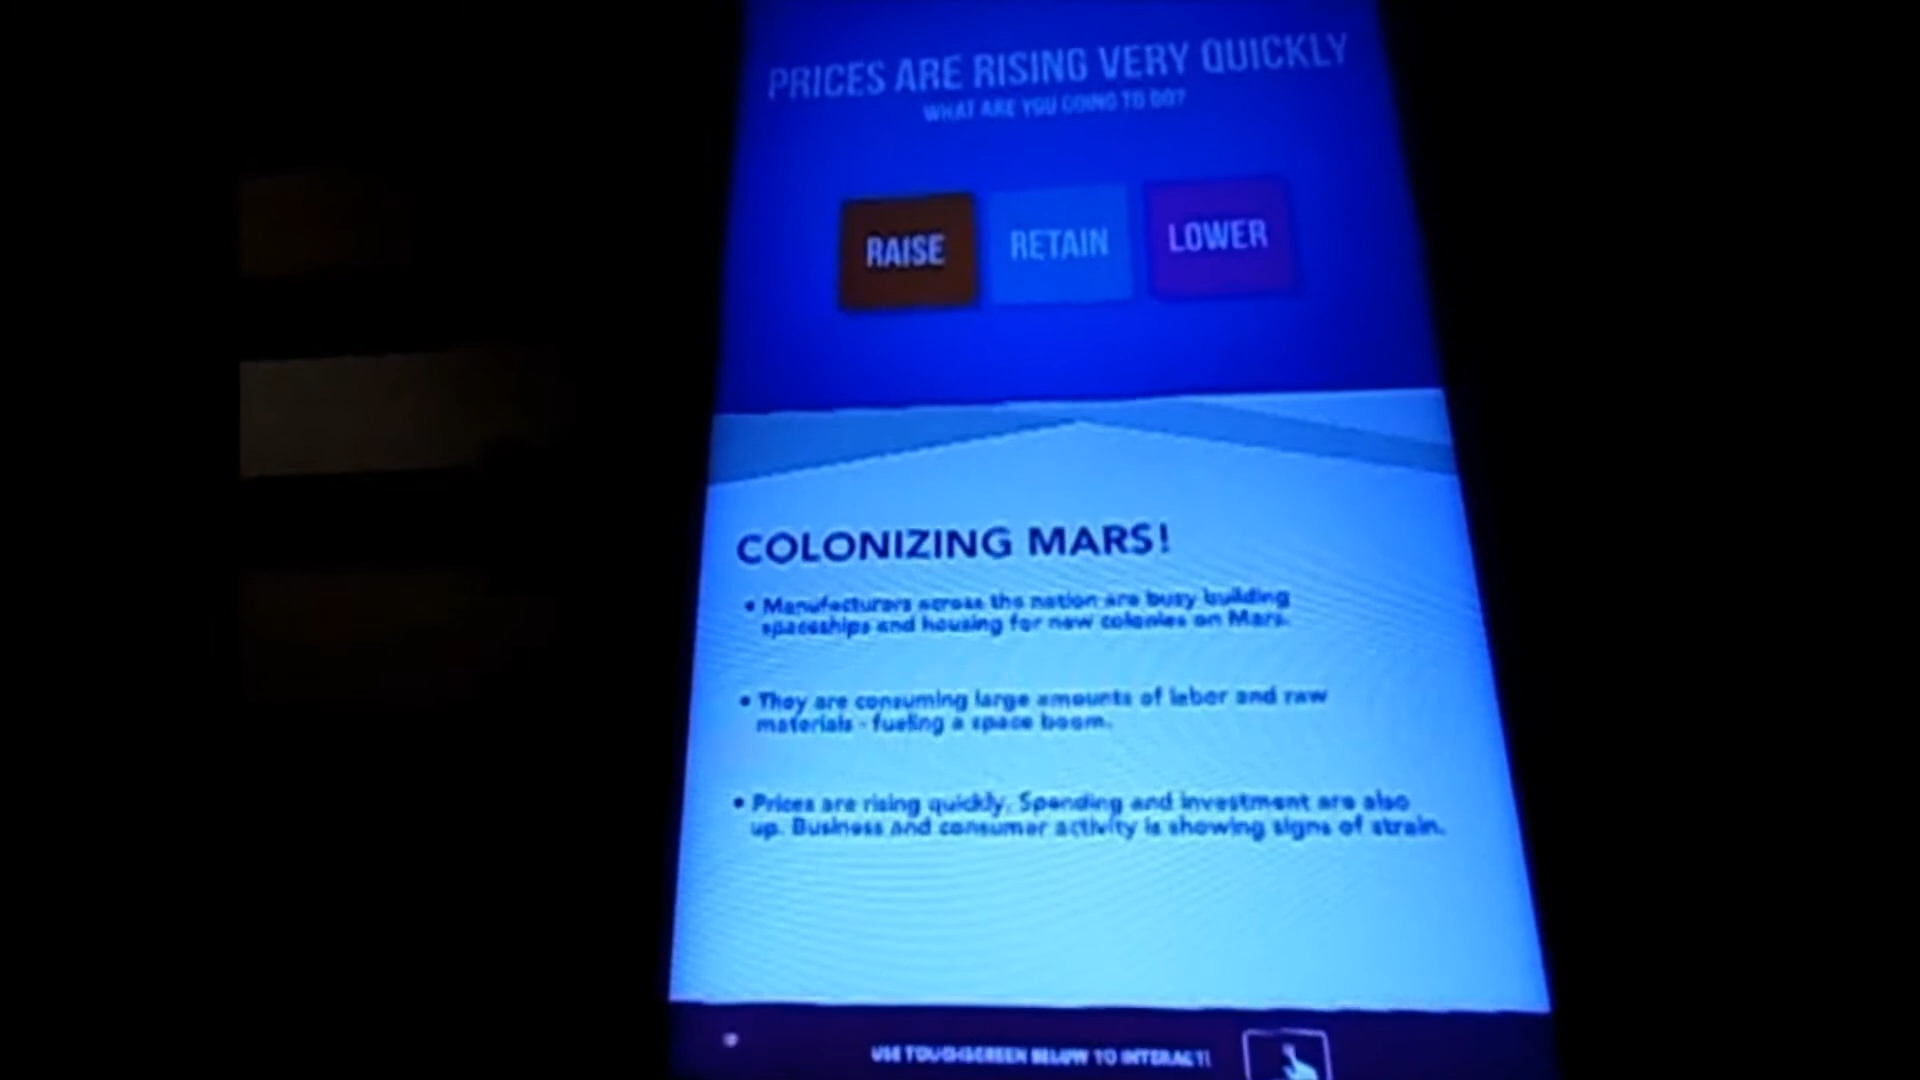 PRICES ARE RISING VERY QUICKLY
WHAT ARE YOU GOING TO DO?
RAISE RETAIN LOWER
COLONIZING MARS!
• Manufacturers across the nation are busy building
spaceships and housing for new colonies on Mars.
• They are consuming large amounts of labor and raw
materials - fueling a space boom.
• Prices are rising quickly. Spending and investment are also
up. Business and consumer activity is showing signs of strain.
USE TOUCHSCREEN BELOW TO INTERACT!